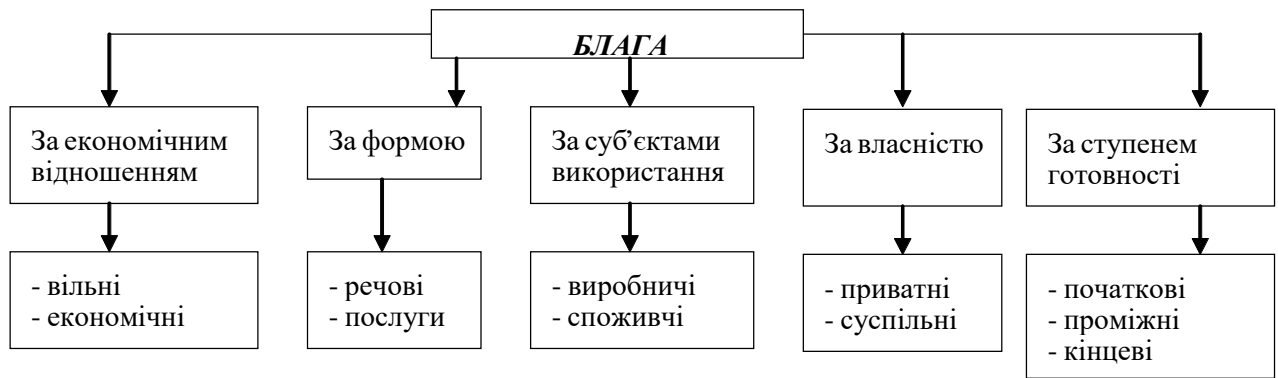 БЛАГА
За економічним
відношенням
За формою
За суб’єктами
використання
За власністю
За ступенем
готовності
- вільні
- економічні
- речові
- послуги
- виробничі
- споживчі
- приватні
- суспільні
- початкові
- проміжні
- кінцеві